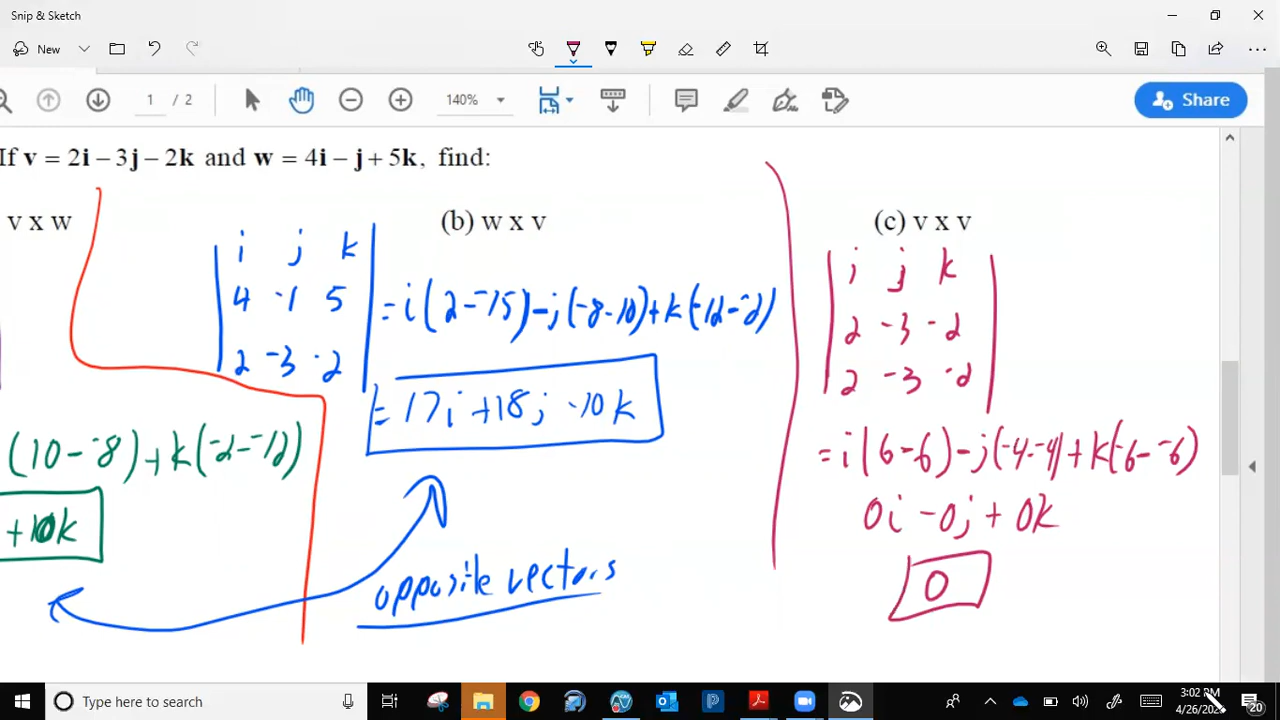 Snip & Sketch
New
1 / 2
140%
Share
If v = 2i − 3j − 2k and w = 4i − j + 5k, find:
v x w
(10 - -8) + k(-2 - -12)
+10k
(b) w x v
i j k
4 -1 5
2 -3 -2
= i(2 - -15) - j(-8 - 10) + k(-12 - -2)
= 17i + 18j - 10k
opposite vectors
(c) v x v
i j k
2 -3 -2
2 -3 -2
= i(6 - 6) - j(-4 - -4) + k(-6 - -6)
0i - 0j + 0k
0
Type here to search
3:02 PM
20